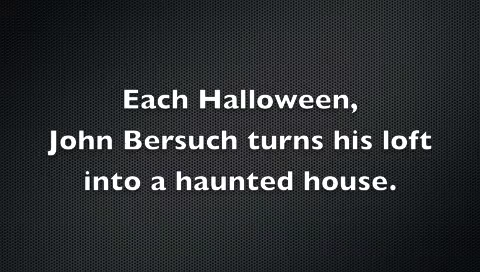 Each Halloween,
John Bersuch turns his loft
into a haunted house.